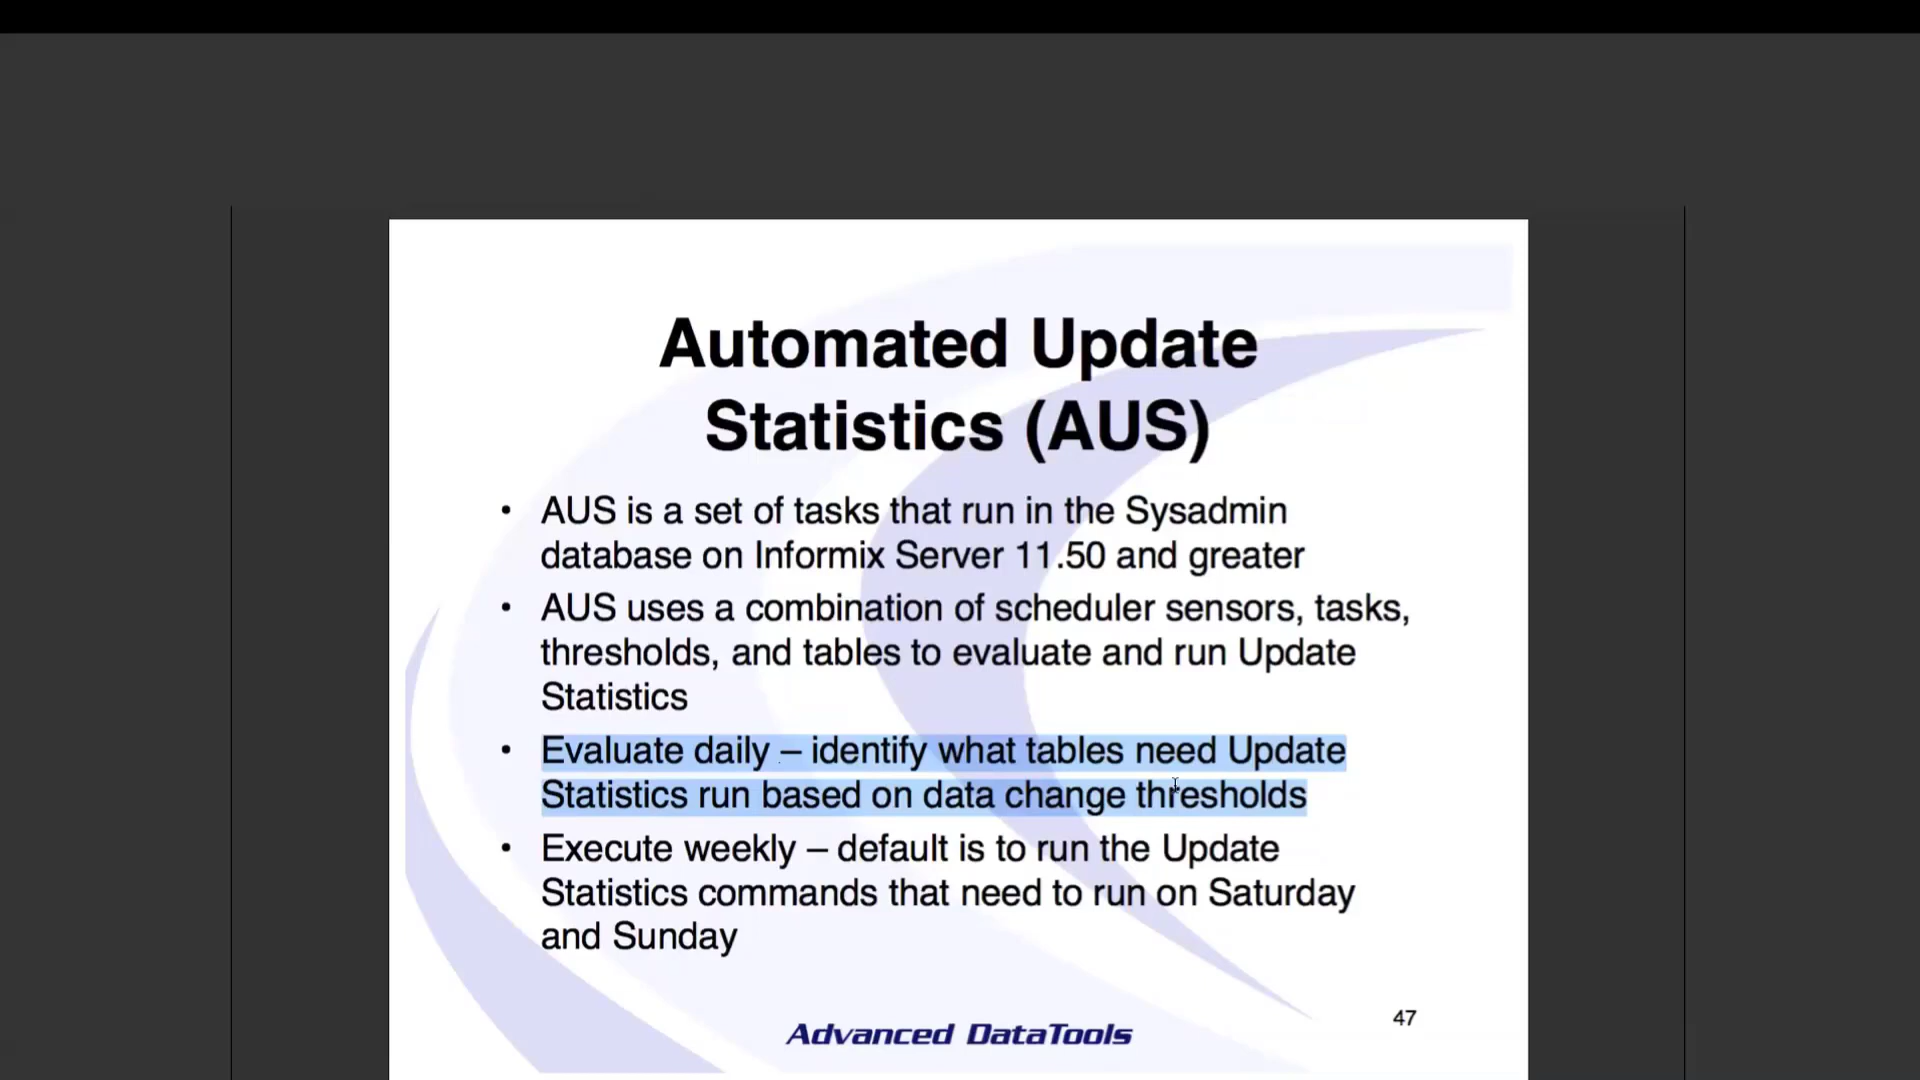 Automated Update
Statistics (AUS)
• AUS is a set of tasks that run in the Sysadmin
database on Informix Server 11.50 and greater
• AUS uses a combination of scheduler sensors, tasks,
thresholds, and tables to evaluate and run Update
Statistics
• Evaluate daily – identify what tables need Update
Statistics run based on data change thresholds
• Execute weekly – default is to run the Update
Statistics commands that need to run on Saturday
and Sunday
Advanced DataTools
47